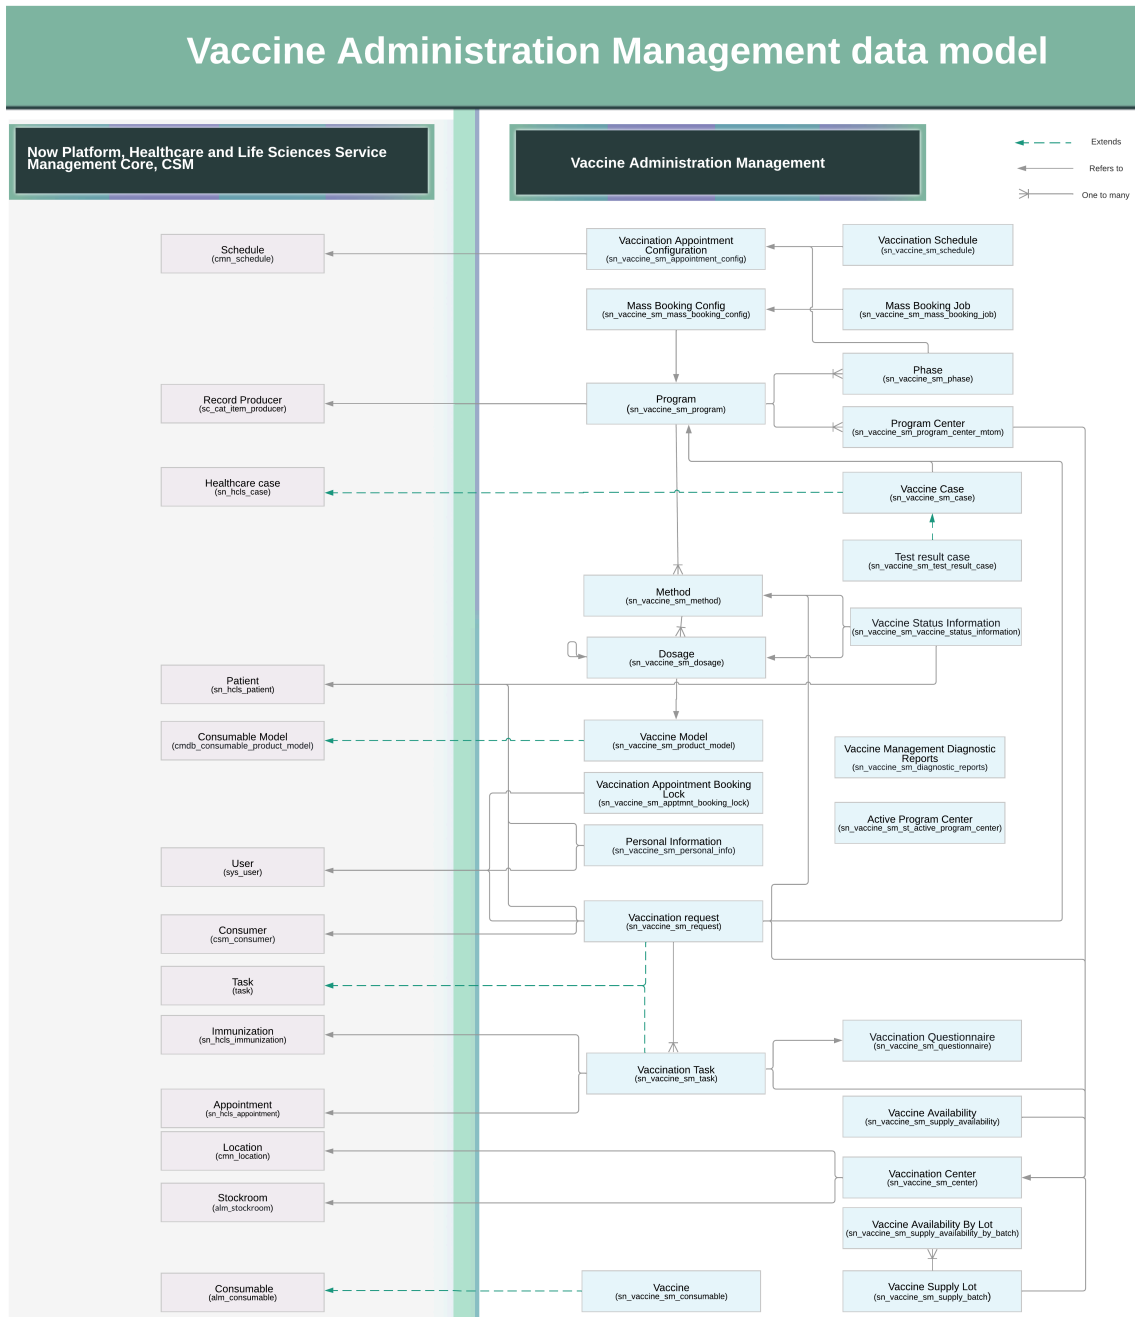 Vaccine Administration Management data model
Now Platform, Healthcare and Life Sciences Service
Management Core, CSM
Vaccine Administration Management
Extends
Refers to
One to many
Schedule
(cmn_schedule)
Vaccination Appointment
Configuration
(sn_vaccine_sm_appointment_config)
Vaccination Schedule
(sn_vaccine_sm_schedule)
Mass Booking Config
(sn_vaccine_sm_mass_booking_config)
Mass Booking Job
(sn_vaccine_sm_mass_booking_job)
Phase
(sn_vaccine_sm_phase)
Record Producer
(sc_cat_item_producer)
Program
(sn_vaccine_sm_program)
Program Center
(sn_vaccine_sm_program_center_mtom)
Healthcare case
(sn_hcls_case)
Vaccine Case
(sn_vaccine_sm_case)
Test result case
(sn_vaccine_sm_test_result_case)
Method
(sn_vaccine_sm_method)
Vaccine Status Information
(sn_vaccine_sm_vaccine_status_information)
Dosage
(sn_vaccine_sm_dosage)
Patient
(sn_hcls_patient)
Consumable Model
(cmdb_consumable_product_model)
Vaccine Model
(sn_vaccine_sm_product_model)
Vaccine Management Diagnostic
Reports
(sn_vaccine_sm_diagnostic_reports)
Vaccination Appointment Booking
Lock
(sn_vaccine_sm_apptmnt_booking_lock)
Active Program Center
(sn_vaccine_sm_st_active_program_center)
Personal Information
(sn_vaccine_sm_personal_info)
User
(sys_user)
Vaccination request
(sn_vaccine_sm_request)
Consumer
(csm_consumer)
Task
(task)
Immunization
(sn_hcls_immunization)
Vaccination Questionnaire
(sn_vaccine_sm_questionnaire)
Vaccination Task
(sn_vaccine_sm_task)
Appointment
(sn_hcls_appointment)
Vaccine Availability
(sn_vaccine_sm_supply_availability)
Location
(cmn_location)
Vaccination Center
(sn_vaccine_sm_center)
Stockroom
(alm_stockroom)
Vaccine Availability By Lot
(sn_vaccine_sm_supply_availability_by_batch)
Consumable
(alm_consumable)
Vaccine
(sn_vaccine_sm_consumable)
Vaccine Supply Lot
(sn_vaccine_sm_supply_batch)